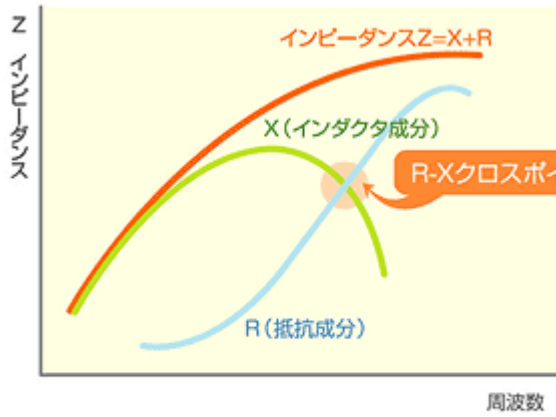 Z インピーダンス
インピーダンスZ=X+R
X(インダクタ成分)
R-Xクロスポイ
R(抵抗成分)
周波数